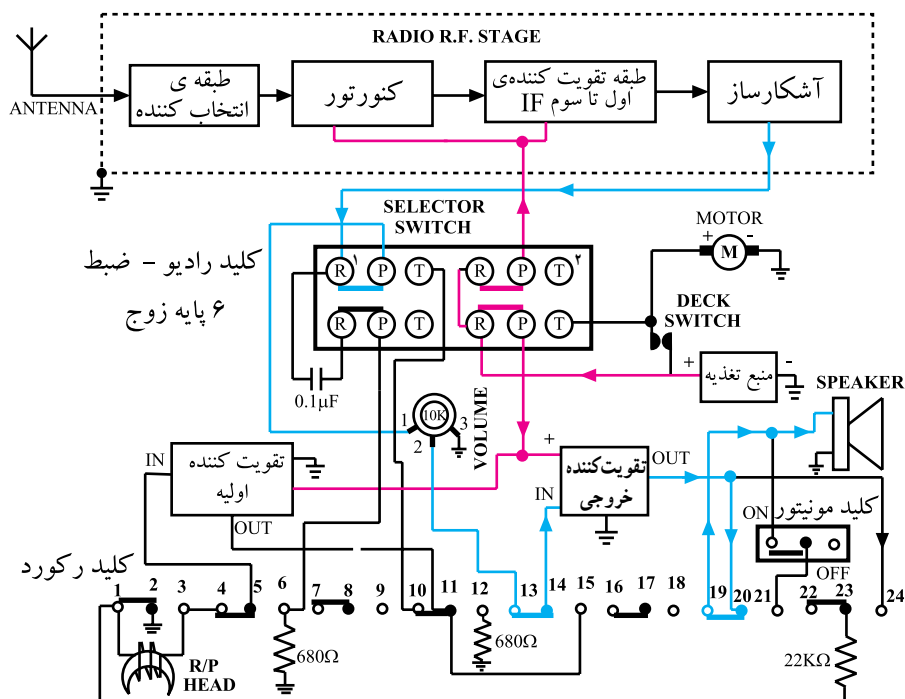 RADIO R.F. STAGE
ANTENNA
طبقه ی
انتخاب کننده
کنورتور
طبقه تقویت کننده‌ی
اول تا سوم IF
آشکارساز
SELECTOR
SWITCH
کلید رادیو – ضبط
۶ پایه زوج
R P T ۱
R P T ۲
R P T
R P T
0.1µF
MOTOR
+ M -
DECK
SWITCH
+ منبع تغذیه -
SPEAKER
1 10K 3
2
VOLUME
IN
تقویت کننده
اولیه
OUT
+
تقویت‌کننده
خروجی
IN
OUT
کلید مونیتور
ON
OFF
کلید رکورد
1 2 3 4 5 6 7 8 9 10 11 12 13 14 15 16 17 18 19 20 21 22 23 24
R/P
HEAD
680Ω
680Ω
22KΩ